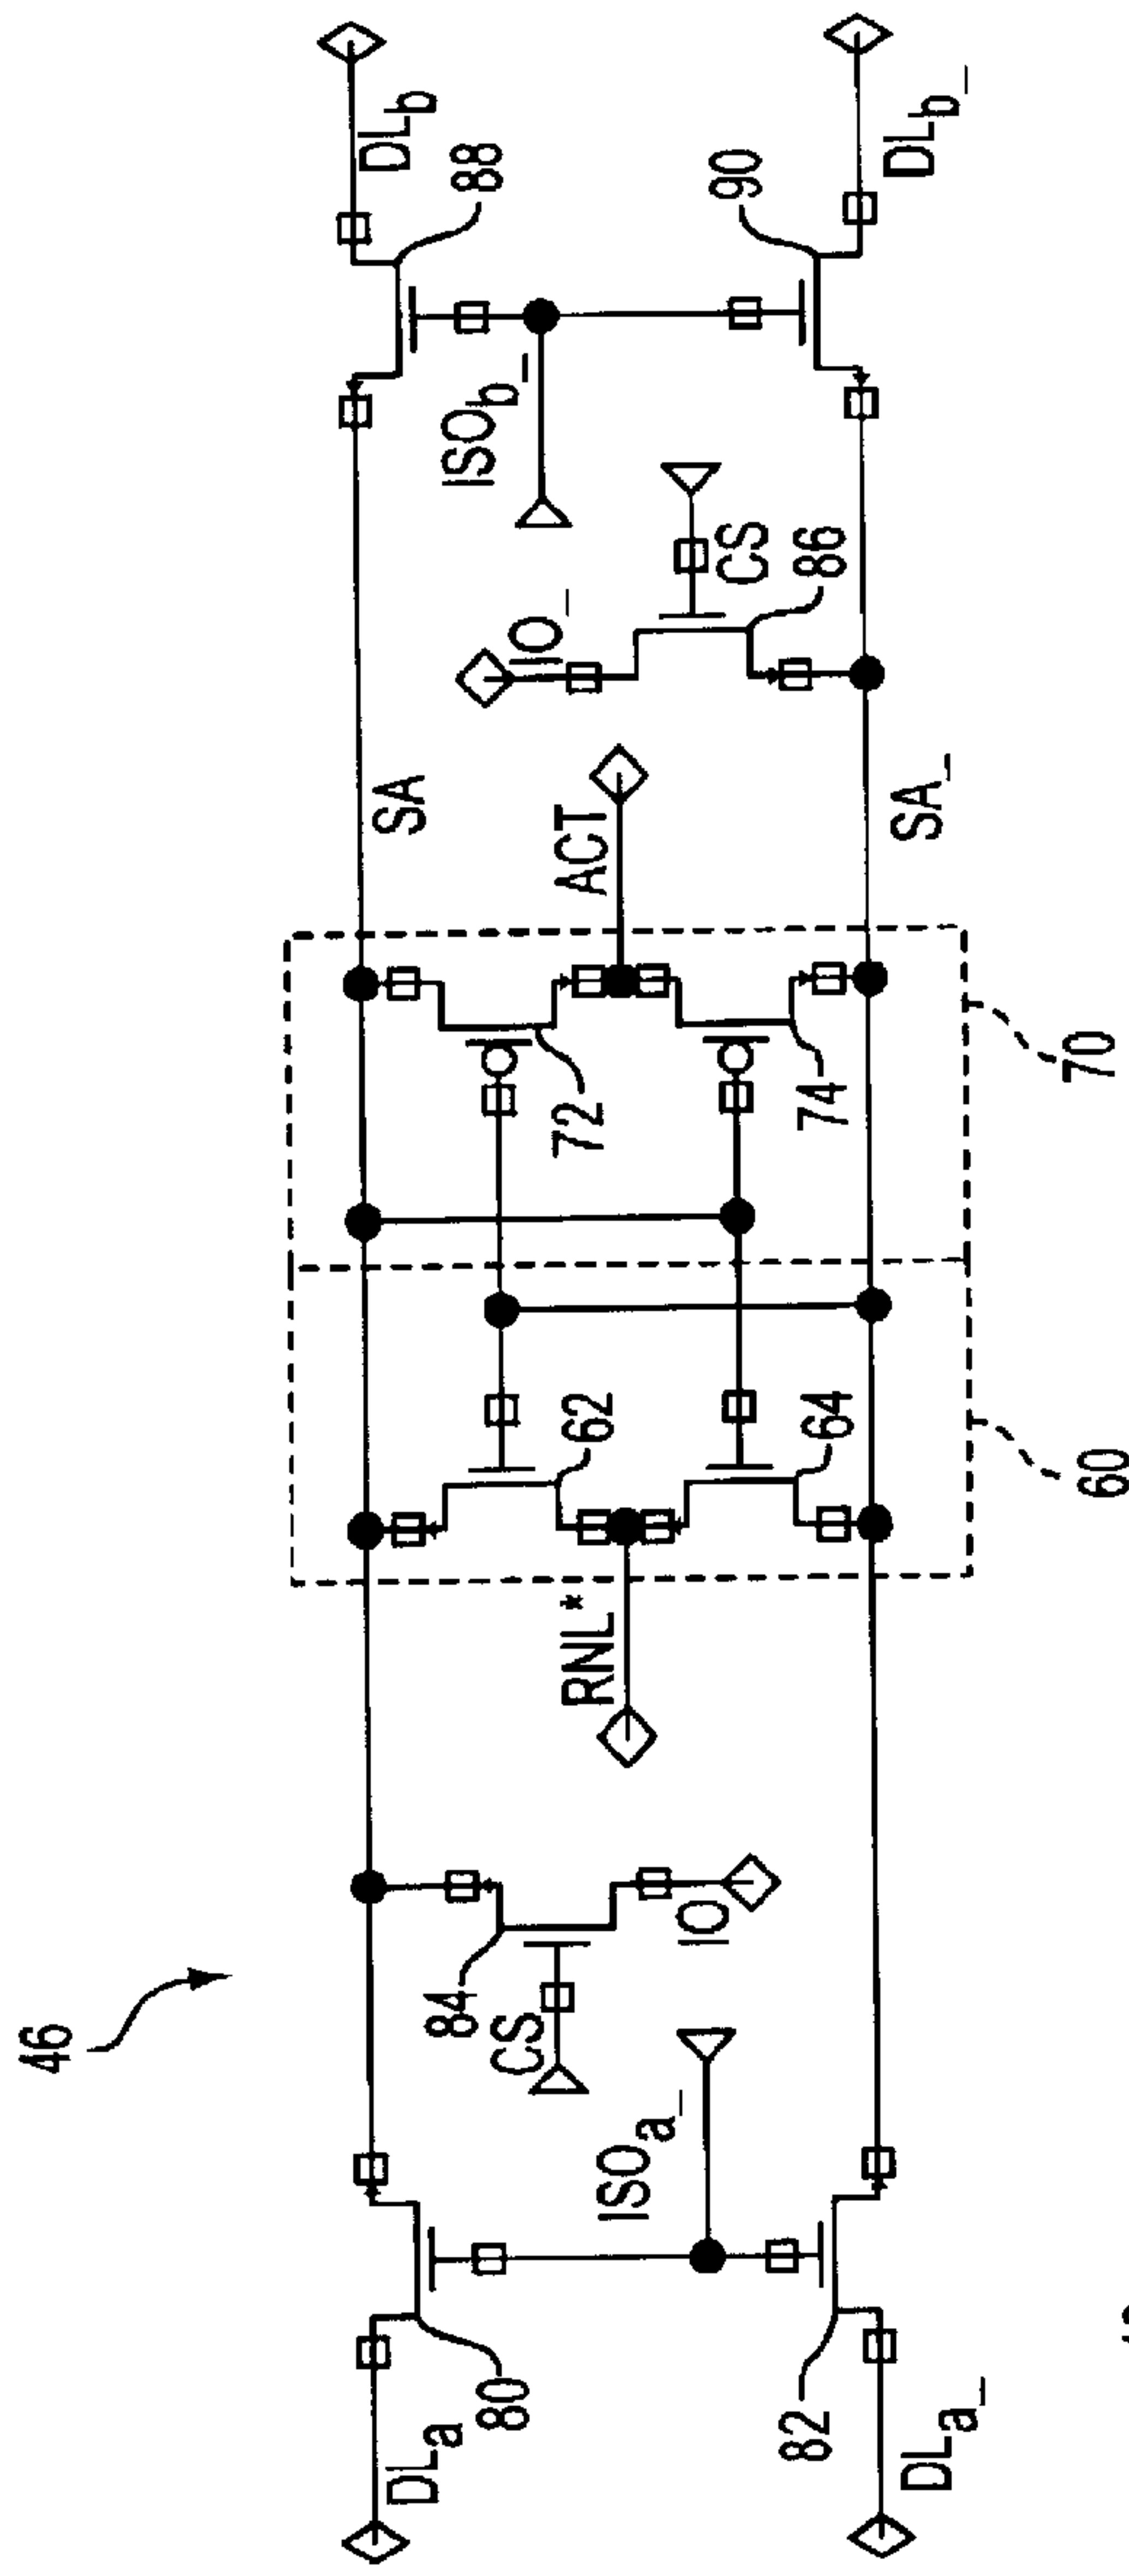 46
DLa
80
82
DLa_
ISOa_
84
CS
IO
RNL*
62
64
60
72
74
70
ACT
SA
SA_
IO_
CS
86
ISOb_
88
90
DLb
DLb_